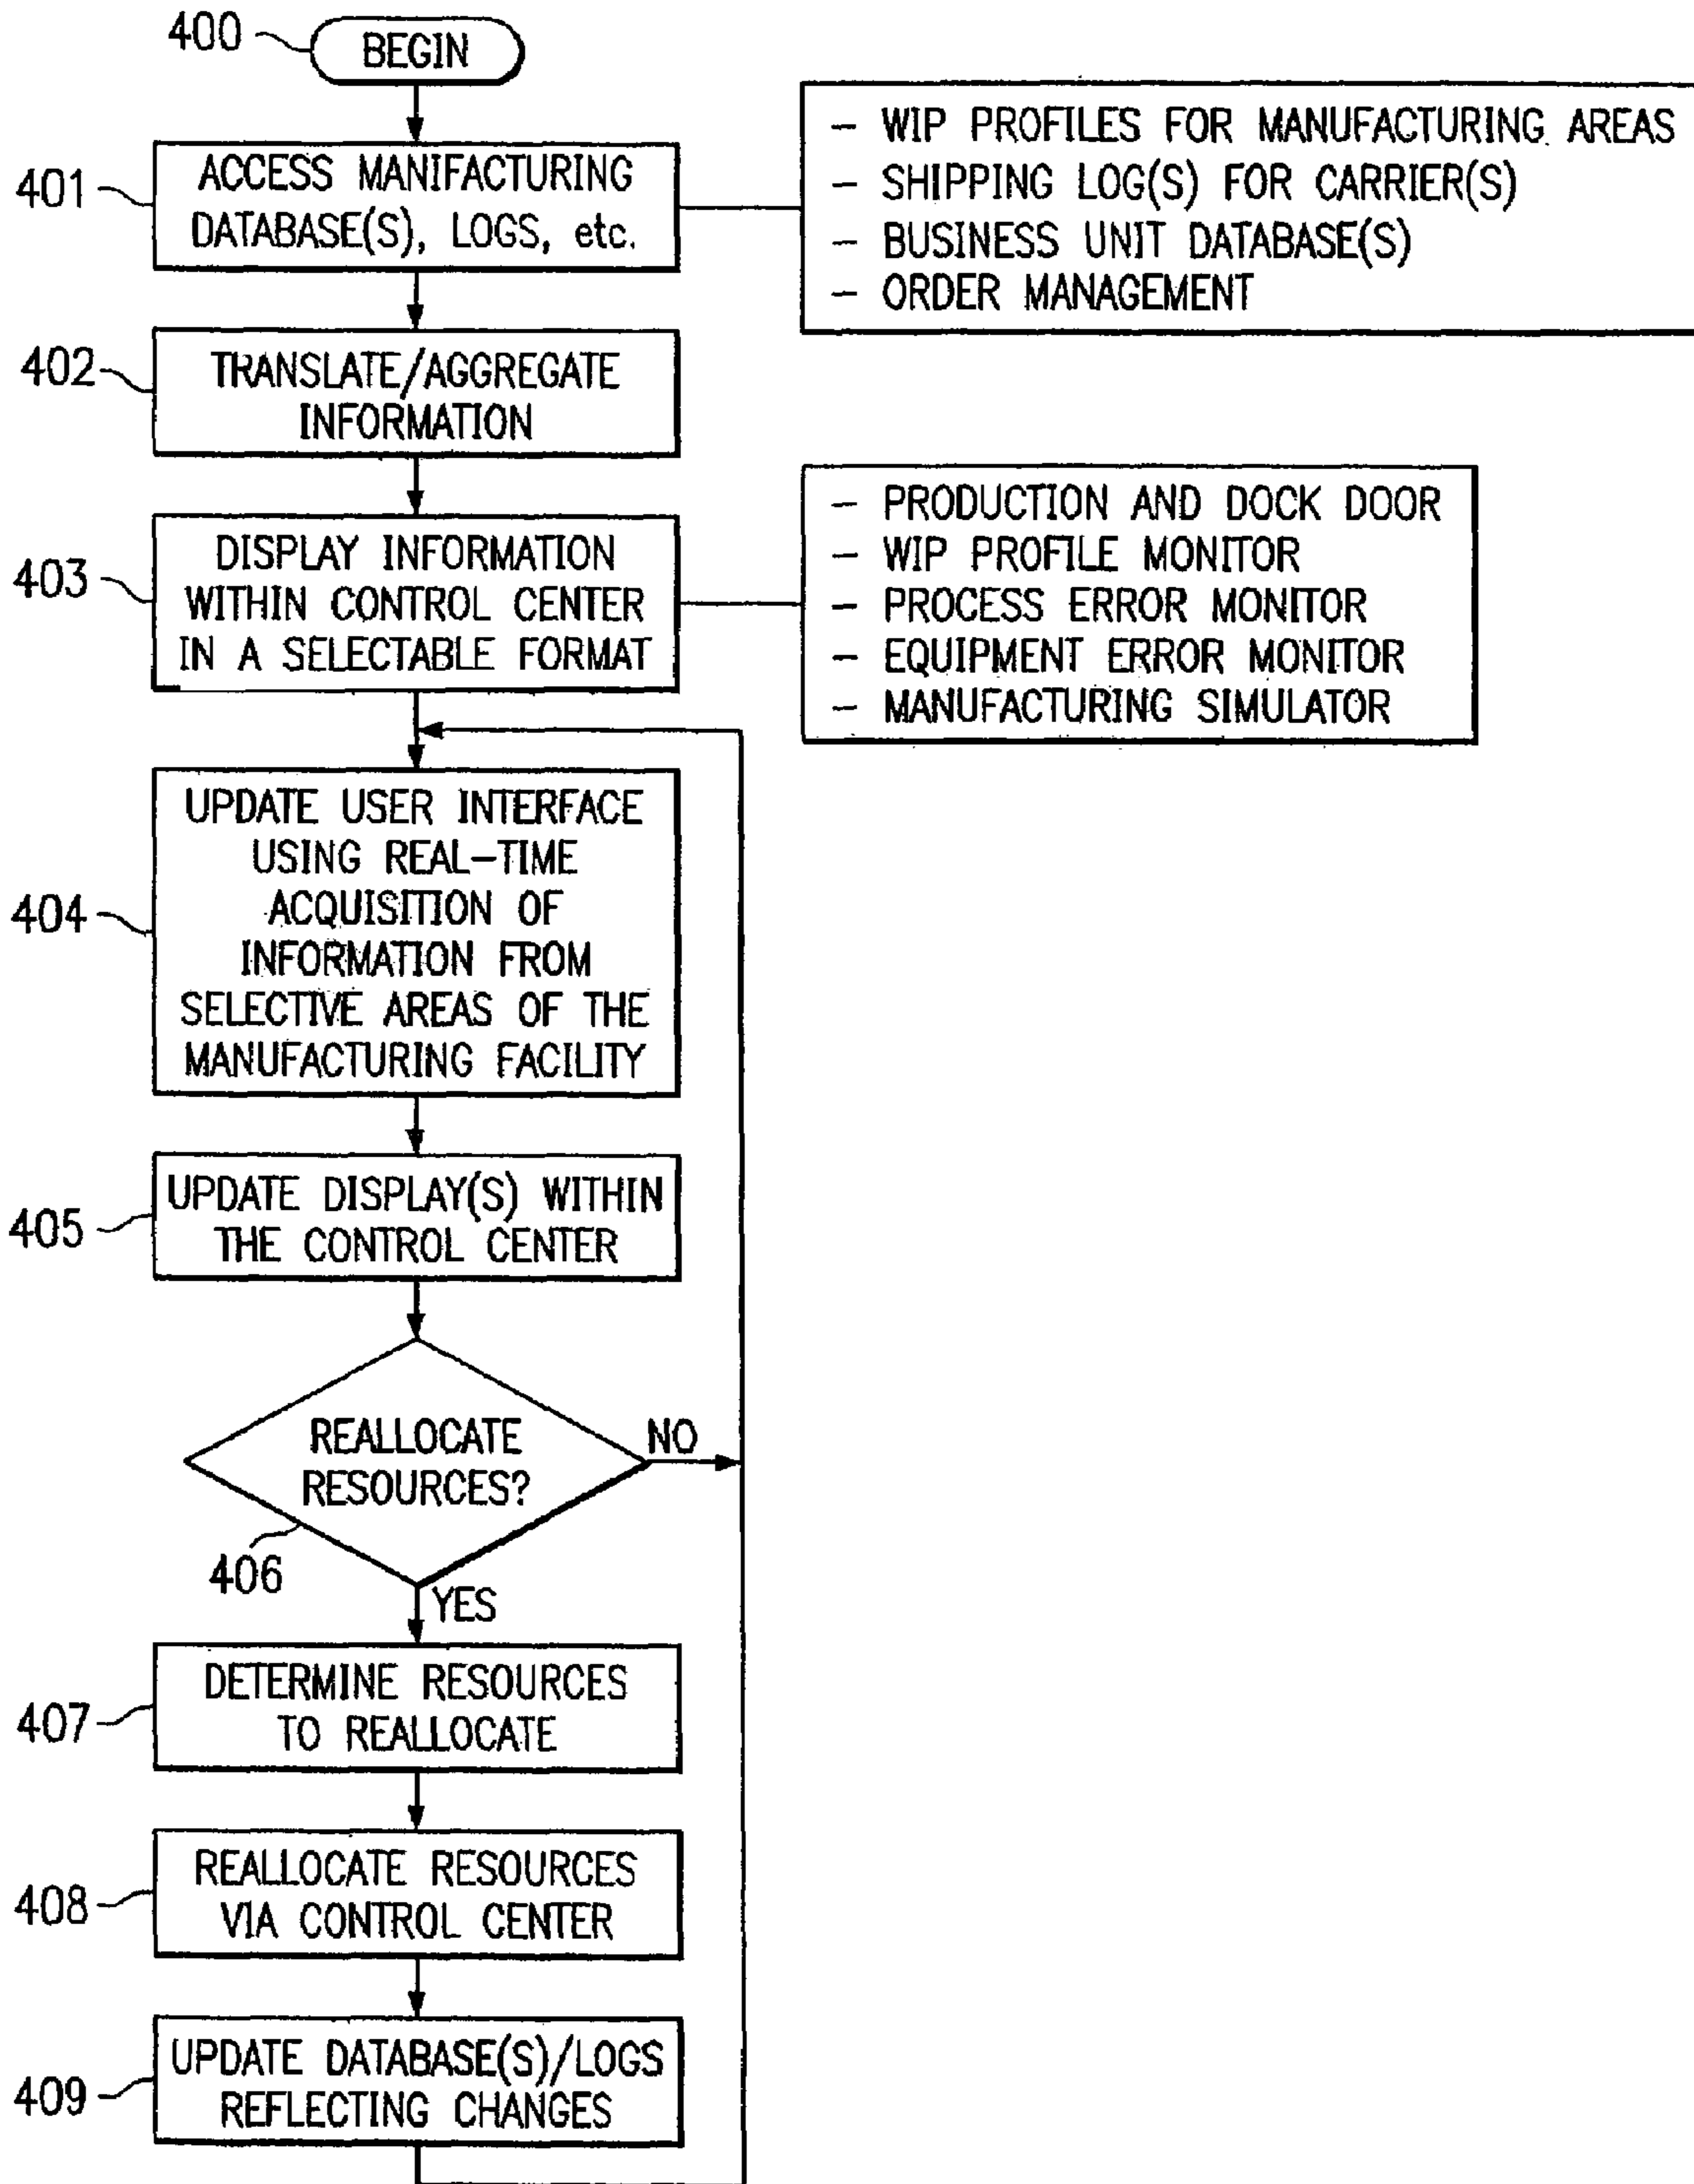 400
BEGIN
401
ACCESS MANIFACTURING
DATABASE(S), LOGS, etc.
- WIP PROFILES FOR MANUFACTURING AREAS
- SHIPPING LOG(S) FOR CARRIER(S)
- BUSINESS UNIT DATABASE(S)
- ORDER MANAGEMENT
402
TRANSLATE/AGGREGATE
INFORMATION
403
DISPLAY INFORMATION
WITHIN CONTROL CENTER
IN A SELECTABLE FORMAT
- PRODUCTION AND DOCK DOOR
- WIP PROFILE MONITOR
- PROCESS ERROR MONITOR
- EQUIPMENT ERROR MONITOR
- MANUFACTURING SIMULATOR
404
UPDATE USER INTERFACE
USING REAL-TIME
ACQUISITION OF
INFORMATION FROM
SELECTIVE AREAS OF THE
MANUFACTURING FACILITY
405
UPDATE DISPLAY(S) WITHIN
THE CONTROL CENTER
REALLOCATE
RESOURCES?
NO
406
YES
407
DETERMINE RESOURCES
TO REALLOCATE
408
REALLOCATE RESOURCES
VIA CONTROL CENTER
409
UPDATE DATABASE(S)/LOGS
REFLECTING CHANGES